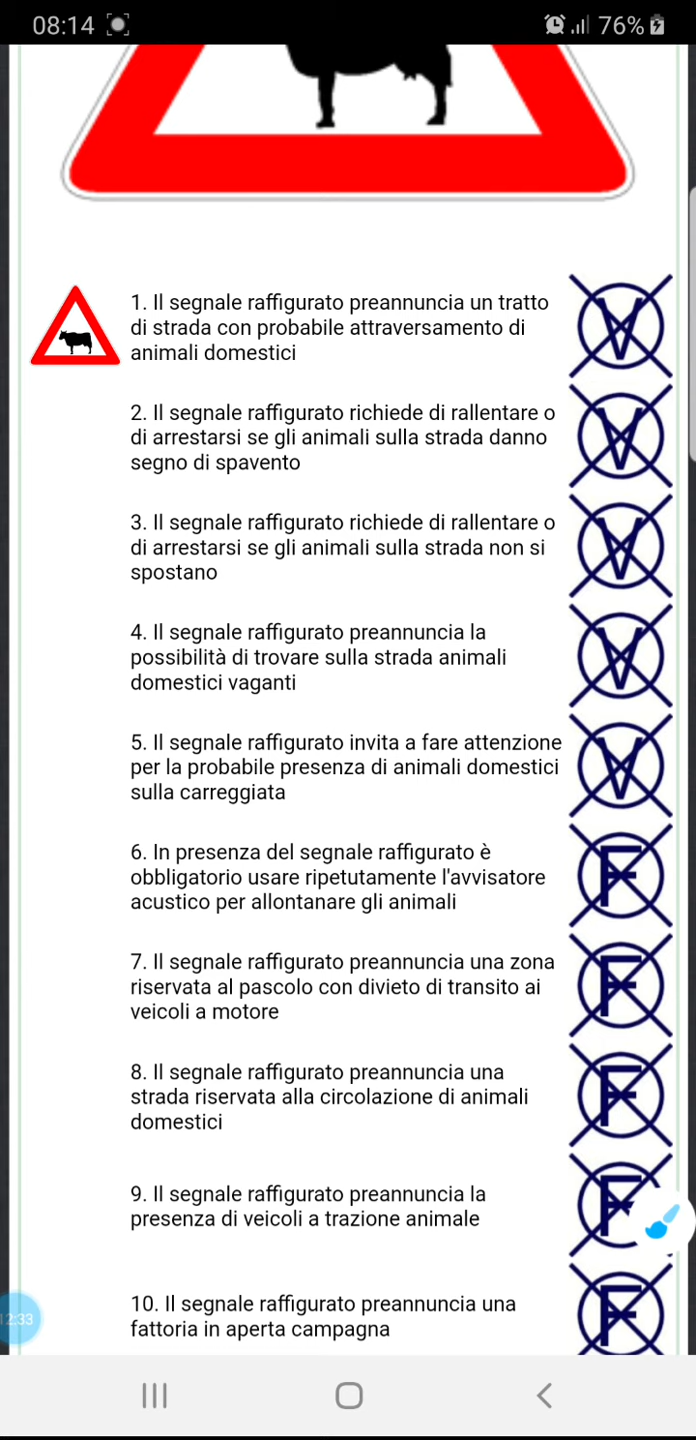 08:14
76%
1. Il segnale raffigurato preannuncia un tratto
di strada con probabile attraversamento di
animali domestici
V
2. Il segnale raffigurato richiede di rallentare o
di arrestarsi se gli animali sulla strada danno
segno di spavento
V
3. Il segnale raffigurato richiede di rallentare o
di arrestarsi se gli animali sulla strada non si
spostano
V
4. Il segnale raffigurato preannuncia la
possibilità di trovare sulla strada animali
domestici vaganti
V
5. Il segnale raffigurato invita a fare attenzione
per la probabile presenza di animali domestici
sulla carreggiata
V
6. In presenza del segnale raffigurato è
obbligatorio usare ripetutamente l'avvisatore
acustico per allontanare gli animali
F
7. Il segnale raffigurato preannuncia una zona
riservata al pascolo con divieto di transito ai
veicoli a motore
F
8. Il segnale raffigurato preannuncia una
strada riservata alla circolazione di animali
domestici
F
9. Il segnale raffigurato preannuncia la
presenza di veicoli a trazione animale
F
10. Il segnale raffigurato preannuncia una
fattoria in aperta campagna
F
12:33